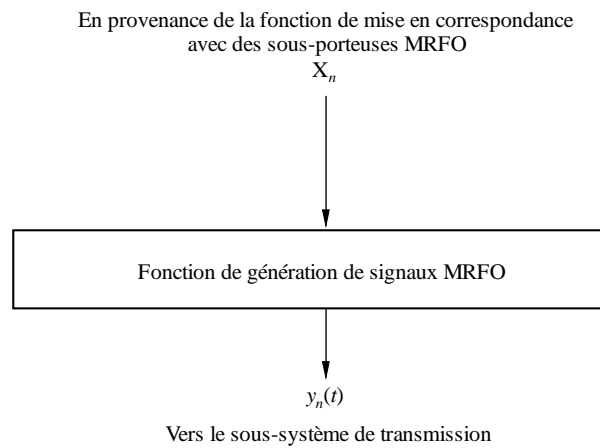 En provenance de la fonction de mise en correspondance
avec des sous-porteuses MRFO
Xn
Fonction de génération de signaux MRFO
yn(t)
Vers le sous-système de transmission